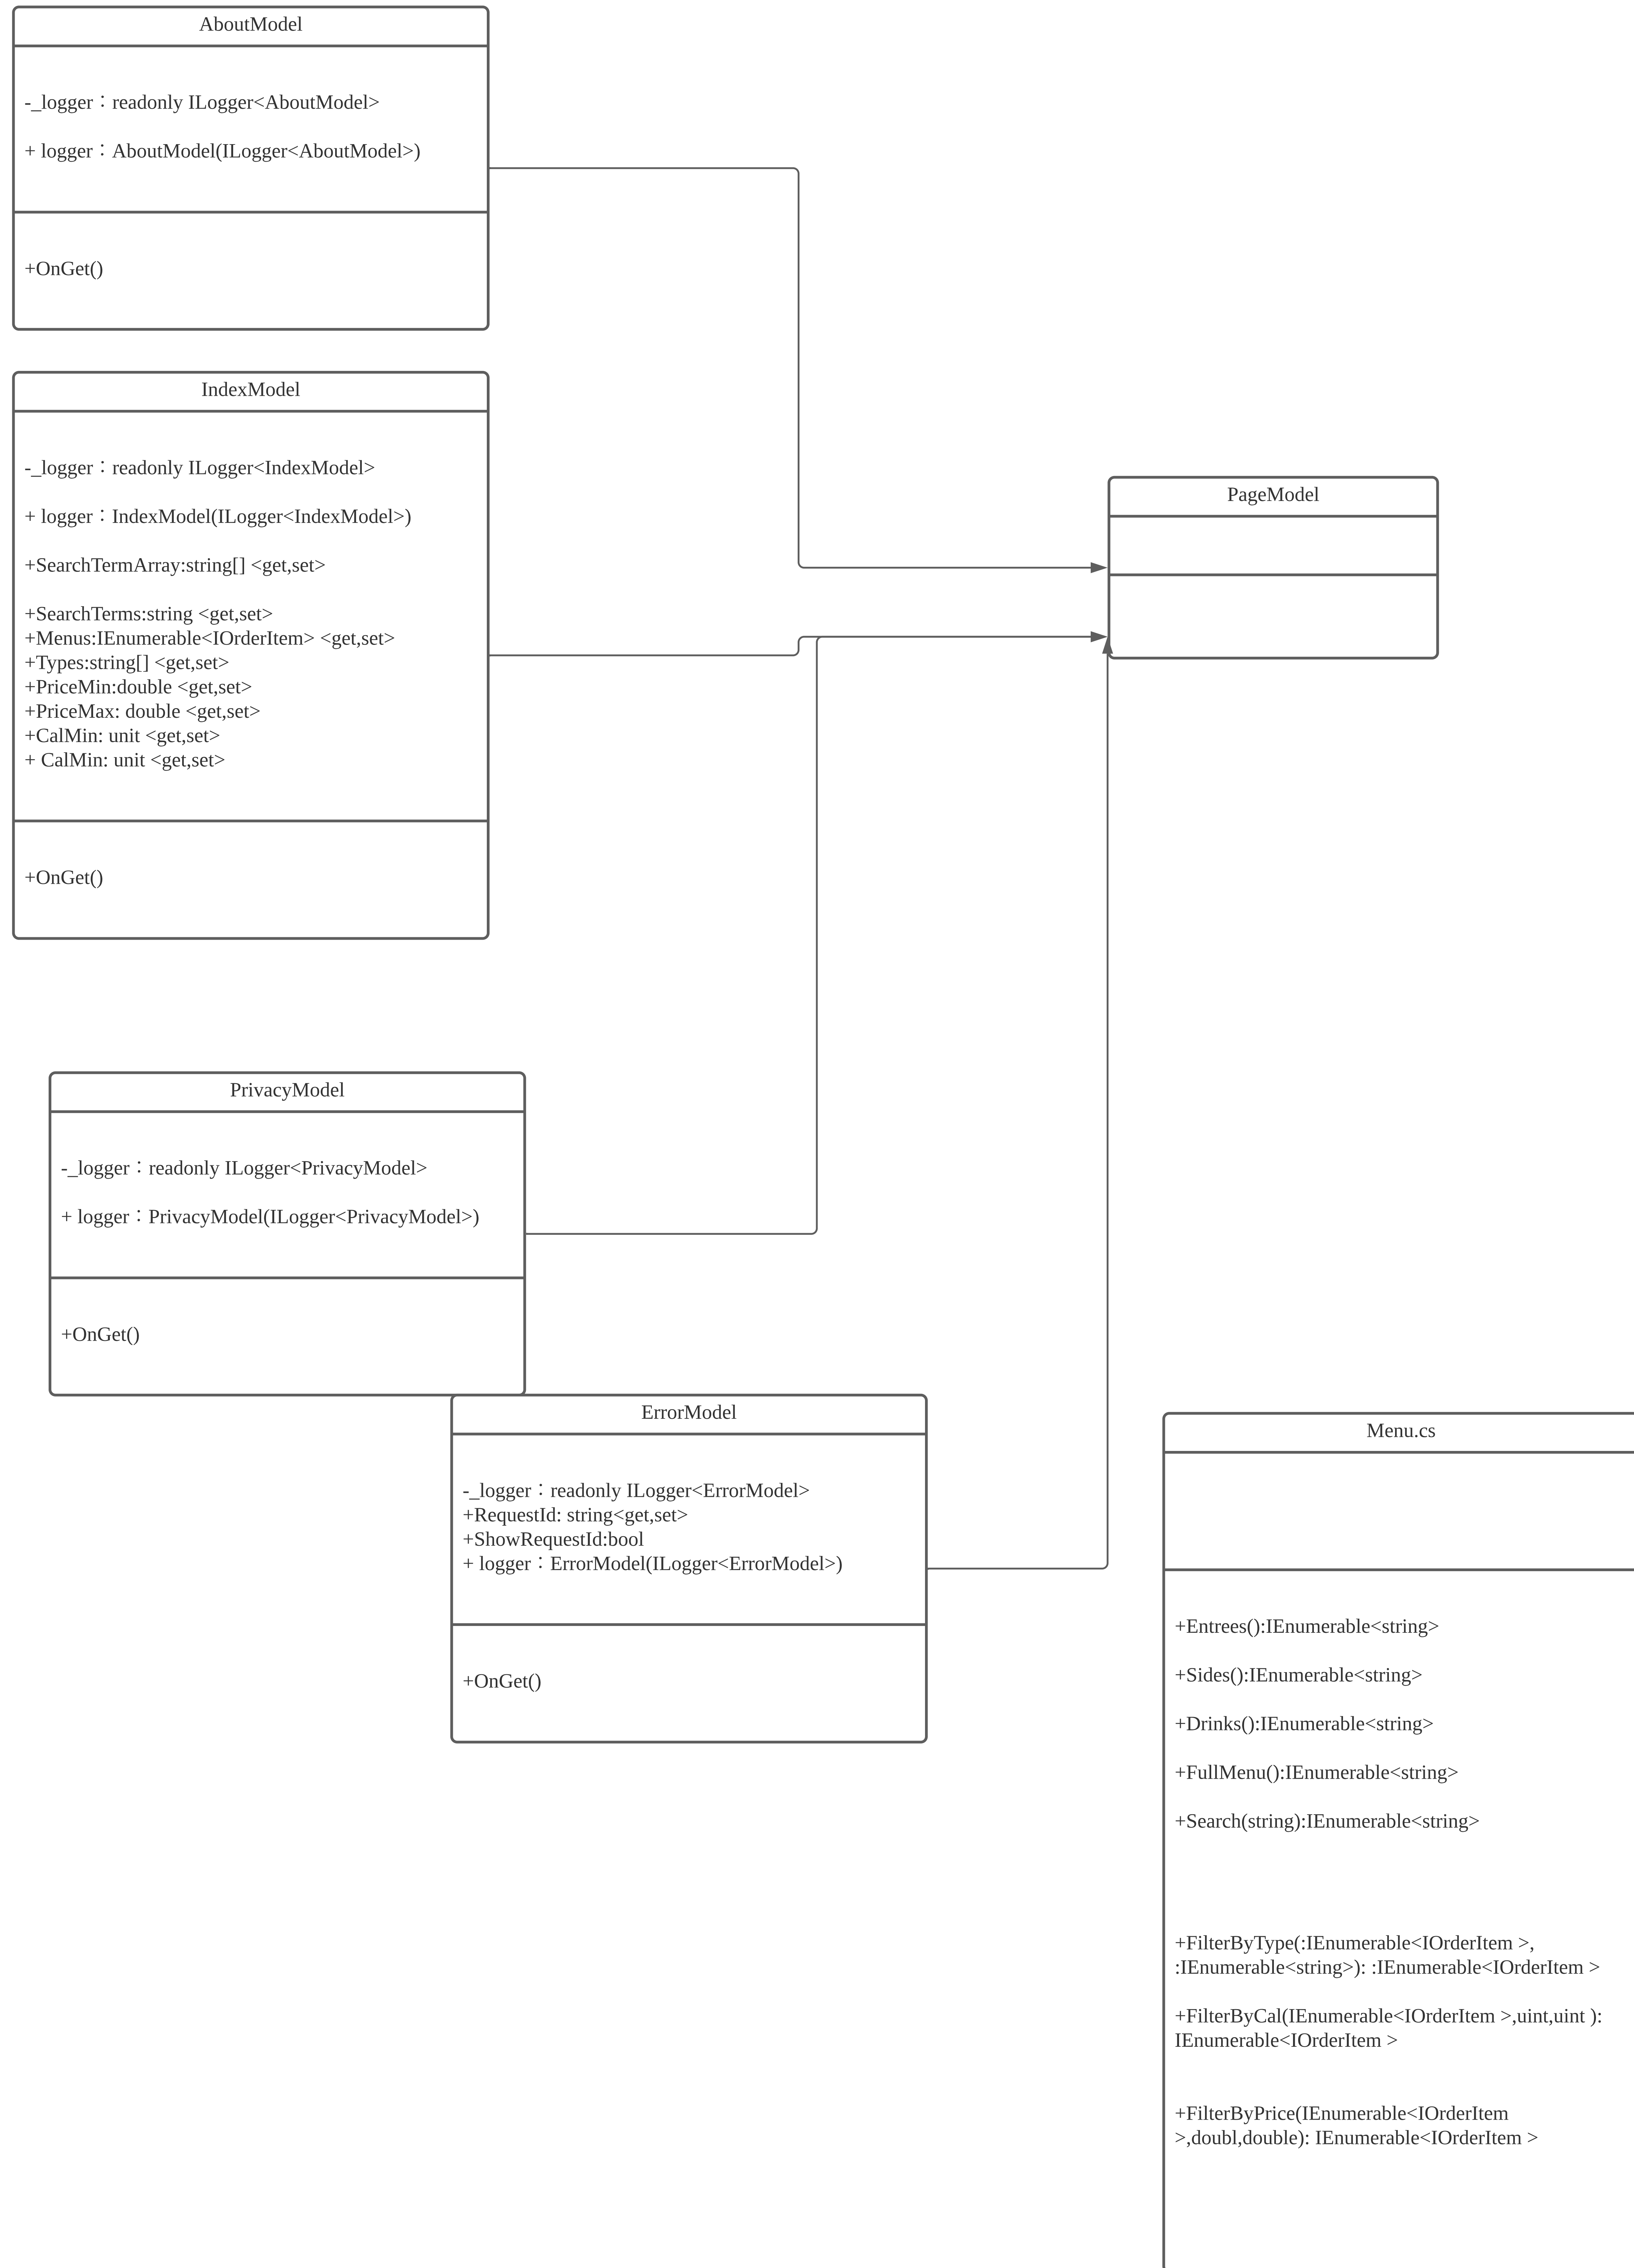 AboutModel
-_logger：readonly ILogger<AboutModel>
+ logger：AboutModel(ILogger<AboutModel>)
+OnGet()
IndexModel
-_logger：readonly ILogger<IndexModel>
+ logger：IndexModel(ILogger<IndexModel>)
+SearchTermArray:string[] <get,set>
+SearchTerms:string <get,set>
+Menus:IEnumerable<IOrderItem> <get,set>
+Types:string[] <get,set>
+PriceMin:double <get,set>
+PriceMax: double <get,set>
+CalMin: unit <get,set>
+ CalMin: unit <get,set>
+OnGet()
PageModel
PrivacyModel
-_logger：readonly ILogger<PrivacyModel>
+ logger：PrivacyModel(ILogger<PrivacyModel>)
+OnGet()
ErrorModel
-_logger：readonly ILogger<ErrorModel>
+RequestId: string<get,set>
+ShowRequestId:bool
+ logger：ErrorModel(ILogger<ErrorModel>)
+OnGet()
Menu.cs
+Entrees():IEnumerable<string>
+Sides():IEnumerable<string>
+Drinks():IEnumerable<string>
+FullMenu():IEnumerable<string>
+Search(string):IEnumerable<string>
+FilterByType(:IEnumerable<IOrderItem >,
:IEnumerable<string>): :IEnumerable<IOrderItem >
+FilterByCal(IEnumerable<IOrderItem >,uint,uint ):
IEnumerable<IOrderItem >
+FilterByPrice(IEnumerable<IOrderItem
>,doubl,double): IEnumerable<IOrderItem >